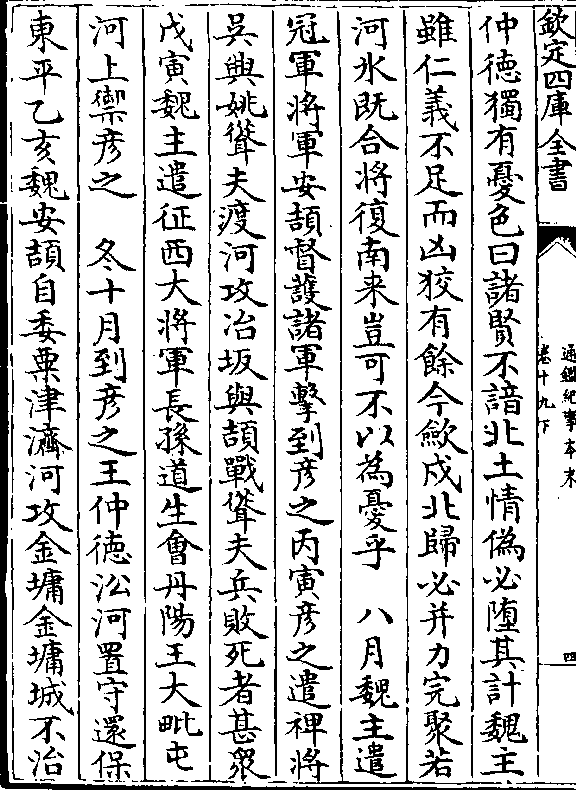 欽定四庫全書
通鑑紀事本末
卷十九下
四
仲德獨有憂色曰諸賢不諳北土情偽必堕其計魏主
雖仁義不足而凶狡有餘今歛戍北歸必并力完聚若
河氷既合將復南来豈可不以為憂乎　八月魏主遣
冠軍將軍安頡督護諸軍擊到彦之丙寅彦之遣裨將
吳興姚聳夫渡河攻冶坂與頡戰聳夫兵敗死者甚衆
戊寅魏主遣征西大將軍長孫道生會丹陽王大毗屯
河上禦彦之　冬十月到彦之王仲德㳂河置守還保
東平乙亥魏安頡自委粟津濟河攻金墉金墉城不治